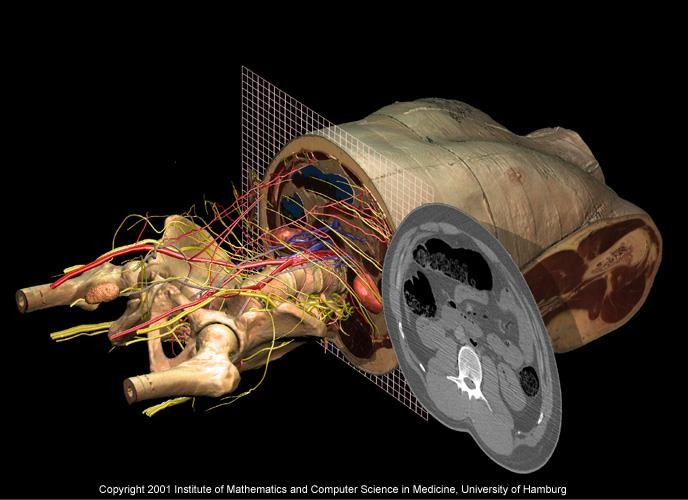 Copyright 2001 Institute of Mathematics and Computer Science in Medicine, University of Hamburg